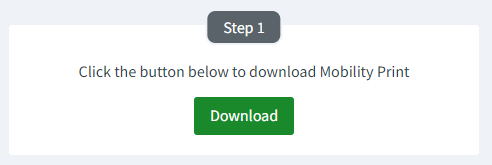 Step 1
Click the button below to download Mobility Print
Download